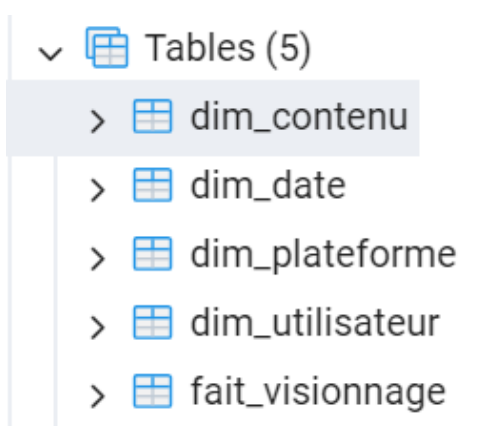 Tables (5)
dim_contenu
dim_date
dim_plateforme
dim_utilisateur
fait_visionnage